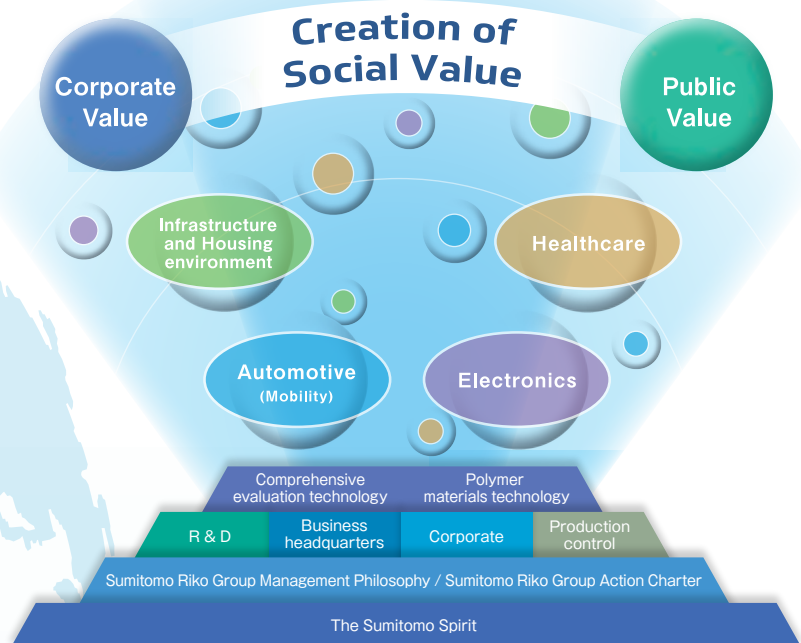 Creation of
Social Value
Corporate
Value
Public
Value
Infrastructure
and Housing
environment
Healthcare
Automotive
(Mobility)
Electronics
Comprehensive
evaluation technology
Polymer
materials technology
R & D
Business
headquarters
Corporate
Production
control
Sumitomo Riko Group Management Philosophy / Sumitomo Riko Group Action Charter
The Sumitomo Spirit